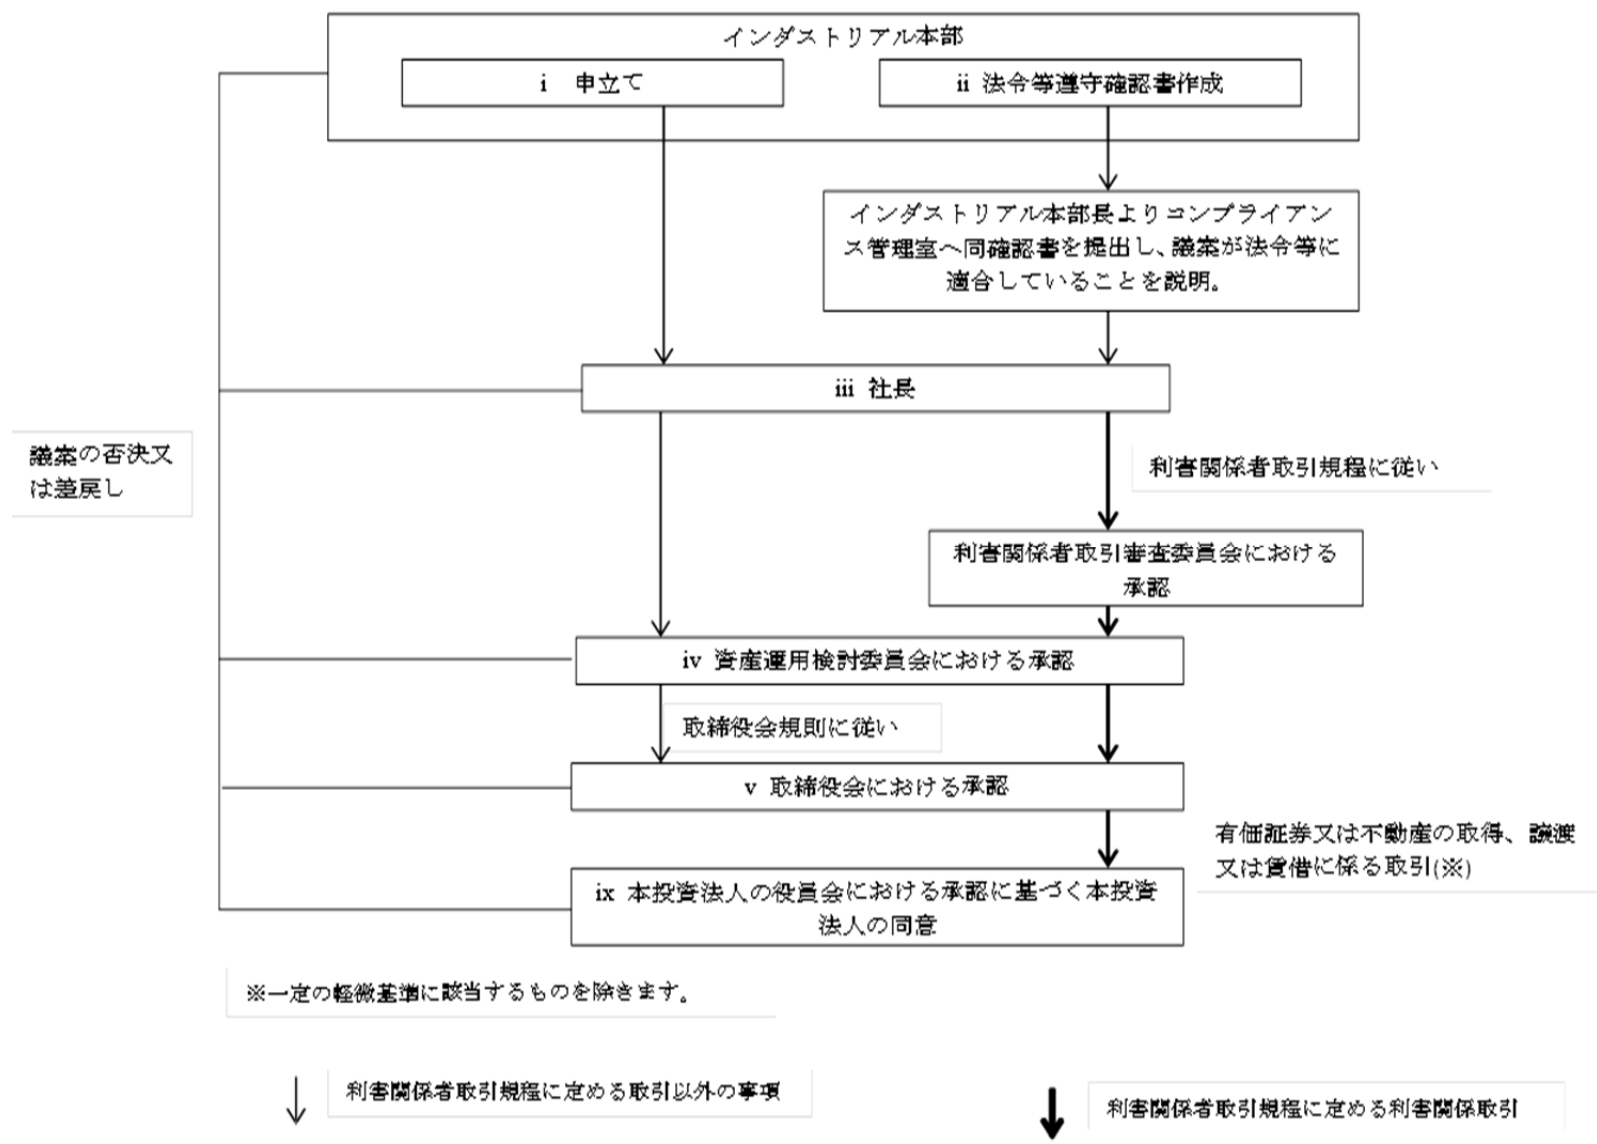 インダストリアル本部
i 申立て
ii 法令等遵守確認書作成
インダストリアル本部長よりコンプライアン
ス管理室へ同確認書を提出し、議案が法令等に
適合していることを説明。
iii 社長
議案の否決又
は差戻し
利害関係者取引規程に従い
利害関係者取引審査委員会における
承認
iv 資産運用検討委員会における承認
取締役会規則に従い
v 取締役会における承認
有価証券又は不動産の取得、譲渡
又は賃借に係る取引(※)
ix 本投資法人の役員会における承認に基づく本投資
法人の同意
※一定の軽微基準に該当するものを除きます。
利害関係者取引規程に定める取引以外の事項
利害関係者取引規程に定める利害関係取引